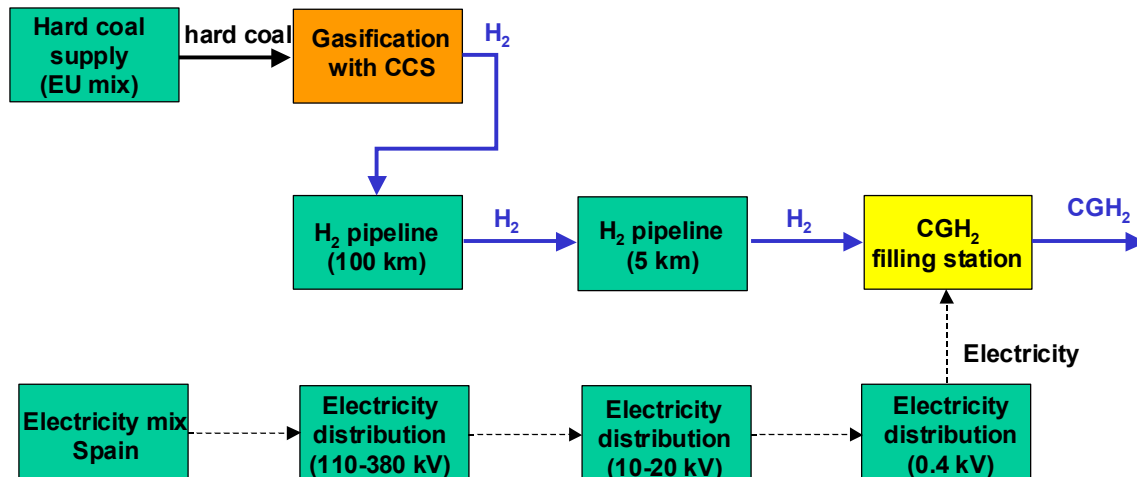 Hard coal
supply
(EU mix)
hard coal
Gasification
with CCS
H₂
H₂ pipeline
(100 km)
H₂
H₂ pipeline
(5 km)
H₂
CGH₂
filling station
CGH₂
Electricity
Electricity mix
Spain
Electricity
distribution
(110-380 kV)
Electricity
distribution
(10-20 kV)
Electricity
distribution
(0.4 kV)